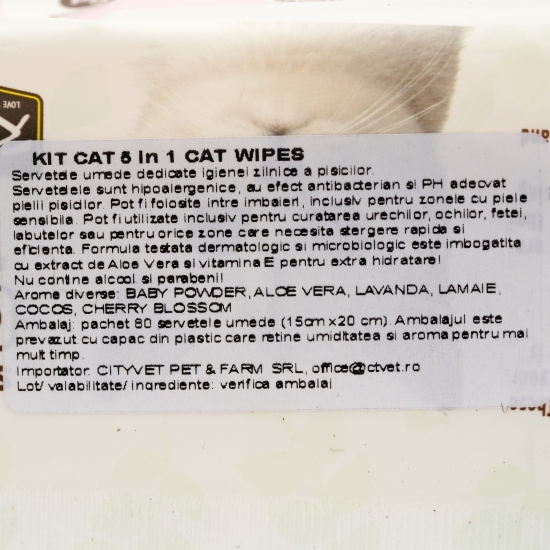 KIT CAT 5 In 1 CAT WIPES
Servetele umede dedicate igienei zilnice a pisicilor.
Servetelele sunt hipoalergenice, au efect antibacterian si PH adecvat
pielii pisicilor. Pot fi folosite intre imbaieri, inclusiv pentru zonele cu piele
sensibila. Pot fi utilizate inclusiv pentru curatarea urechilor, ochilor, fetei,
labutelor sau pentru orice zone care necesita stergere rapida si
eficienta. Formula testata dermatologic si microbiologic este imbogatita
cu extract de Aloe Vera si vitamina E pentru extra hidratare!
Nu contine alcool si parabeni!
Arome diverse: BABY POWDER, ALOE VERA, LAVANDA, LAMAIE,
COCOS, CHERRY BLOSSOM
Ambalaj: pachet 80 servetele umede (15cm x 20 cm). Ambalajul este
prevazut cu capac din plastic care retine umiditatea si aroma pentru mai
mult timp.
Importator: CITYVET PET & FARM SRL, office@ctvet.ro
Lot/ valabilitate/ ingrediente: verifica ambalaj
LOVE